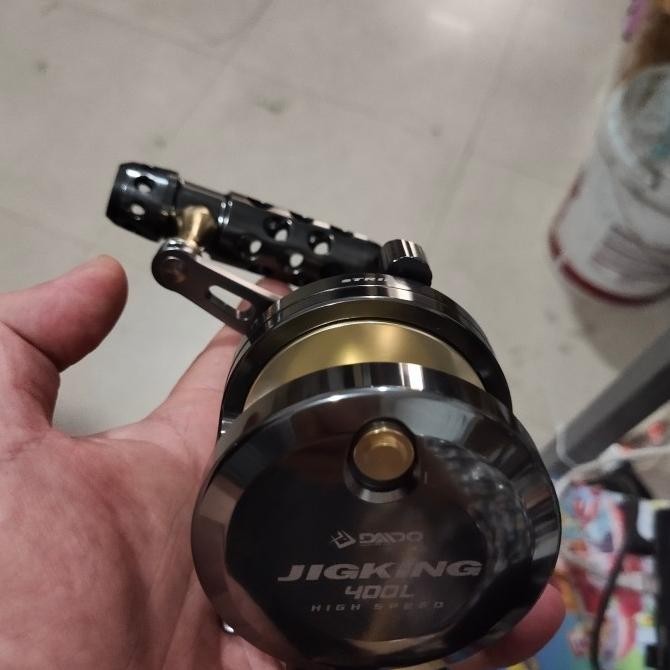 DAIDO
JIGKING
400L
HIGH SPEED